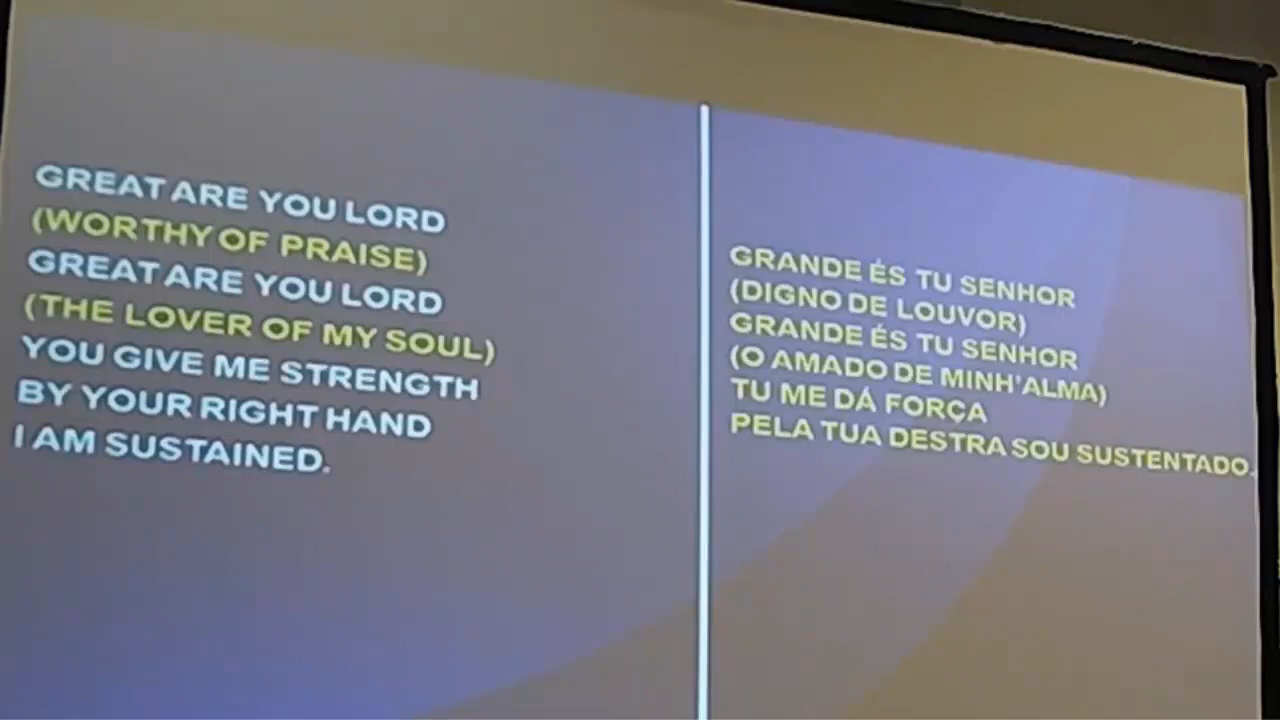 GREAT ARE YOU LORD
(WORTHY OF PRAISE)
GREAT ARE YOU LORD
(THE LOVER OF MY SOUL)
YOU GIVE ME STRENGTH
BY YOUR RIGHT HAND
I AM SUSTAINED.
GRANDE ÉS TU SENHOR
(DIGNO DE LOUVOR)
GRANDE ÉS TU SENHOR
(O AMADO DE MINH'ALMA)
TU ME DÁ FORÇA
PELA TUA DESTRA SOU SUSTENTADO.